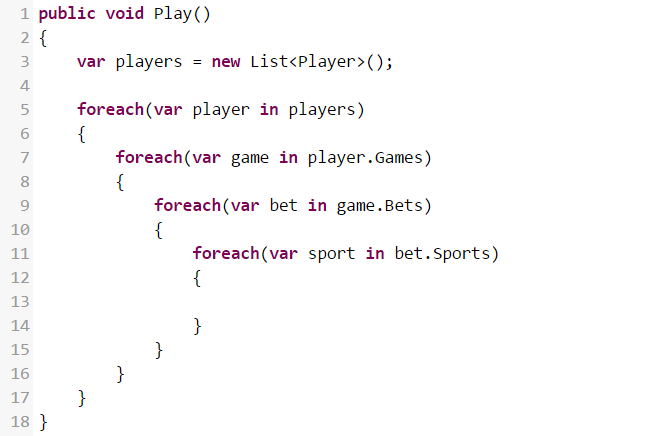 1 public void Play()
2 {
3     var players = new List<Player>();
4
5     foreach(var player in players)
6     {
7         foreach(var game in player.Games)
8         {
9             foreach(var bet in game.Bets)
10             {
11                 foreach(var sport in bet.Sports)
12                 {
13
14                 }
15             }
16         }
17     }
18 }